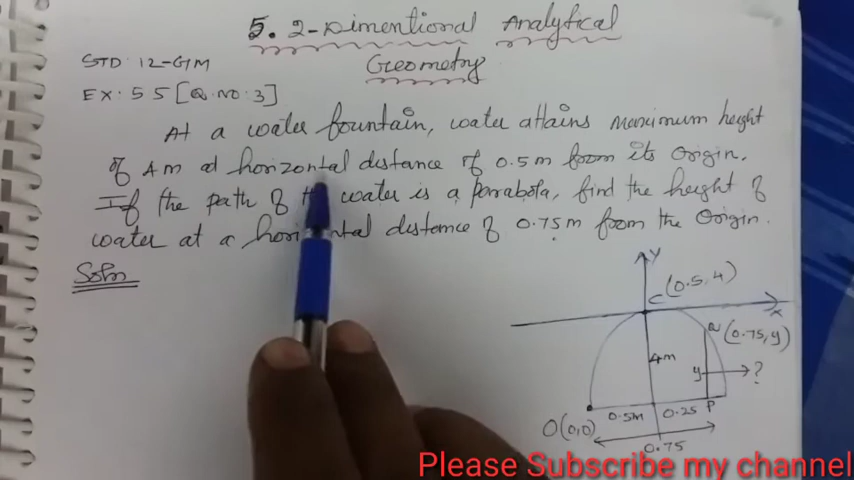 5. 2-Dimentional Analytical
Geometry
STD: 12-GM
EX: 5 5 [Q. NO: 3]
At a water fountain, water attains Maximum height
of 4m at horizontal distance of 0.5m from its Origin.
If the path of water is a parabola, find the height of
water at a distance of 0.75m from the Origin.
Soln
Y
C (0.5, 4)
X
Q (0.75, y)
4m
y
?
O(0,0)
0.5m
0.25
P
0.75
Please Subscribe my channel